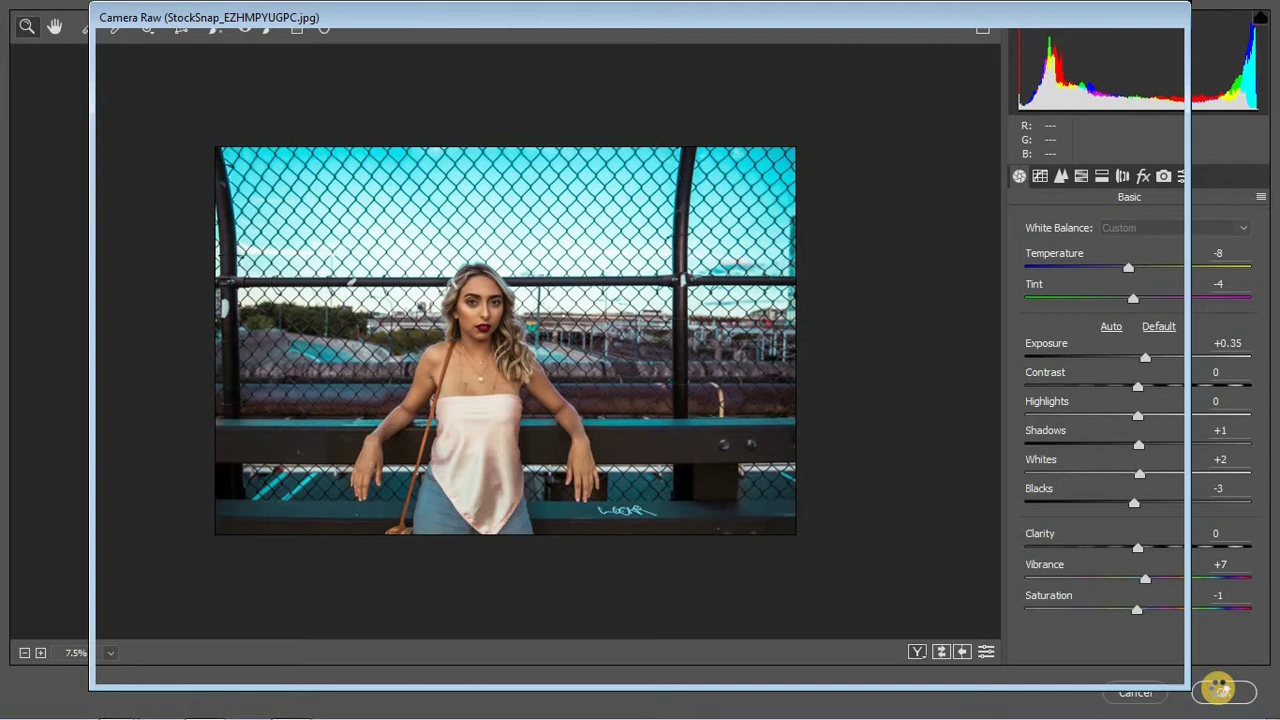 Camera Raw (StockSnap_EZHMPYUGPC.jpg)
R: ---
G: ---
B: ---
fx
Basic
White Balance: Custom
Temperature -8
Tint -4
Auto Default
Exposure +0.35
Contrast 0
Highlights 0
Shadows +1
Whites +2
Blacks -3
Clarity 0
Vibrance +7
Saturation -1
7.5%
Y
Cancel